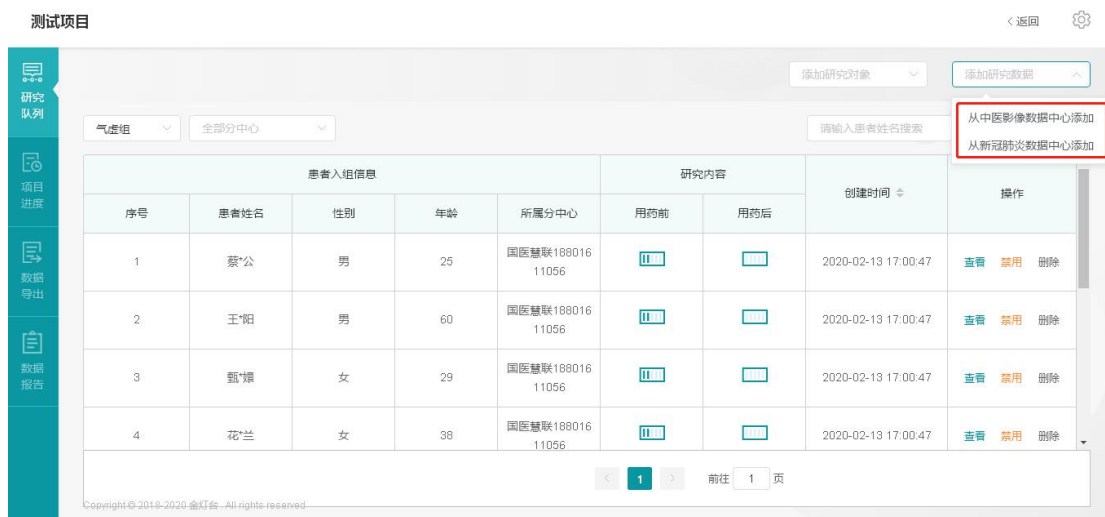 测试项目
返回
研究
队列
项目
进度
数据
导出
数据
报告
添加研究对象
添加研究数据
从中医影像数据中心添加
从新冠肺炎数据中心添加
气虚组 全部分中心
请输入患者姓名搜索
患者入组信息 研究内容 创建时间 操作
序号 患者姓名 性别 年龄 所属分中心 用药前 用药后
1 蔡*公 男 25 国医慧联188016 2020-02-13 17:00:47 查看 禁用 删除
11056
2 王*阳 男 60 国医慧联188016 2020-02-13 17:00:47 查看 禁用 删除
11056
3 甄*嬛 女 29 国医慧联188016 2020-02-13 17:00:47 查看 禁用 删除
11056
4 花*兰 女 38 国医慧联188016 2020-02-13 17:00:47 查看 禁用 删除
11056
1 前往 1 页
Copyright © 2018-2020 金灯台 . All rights reserved